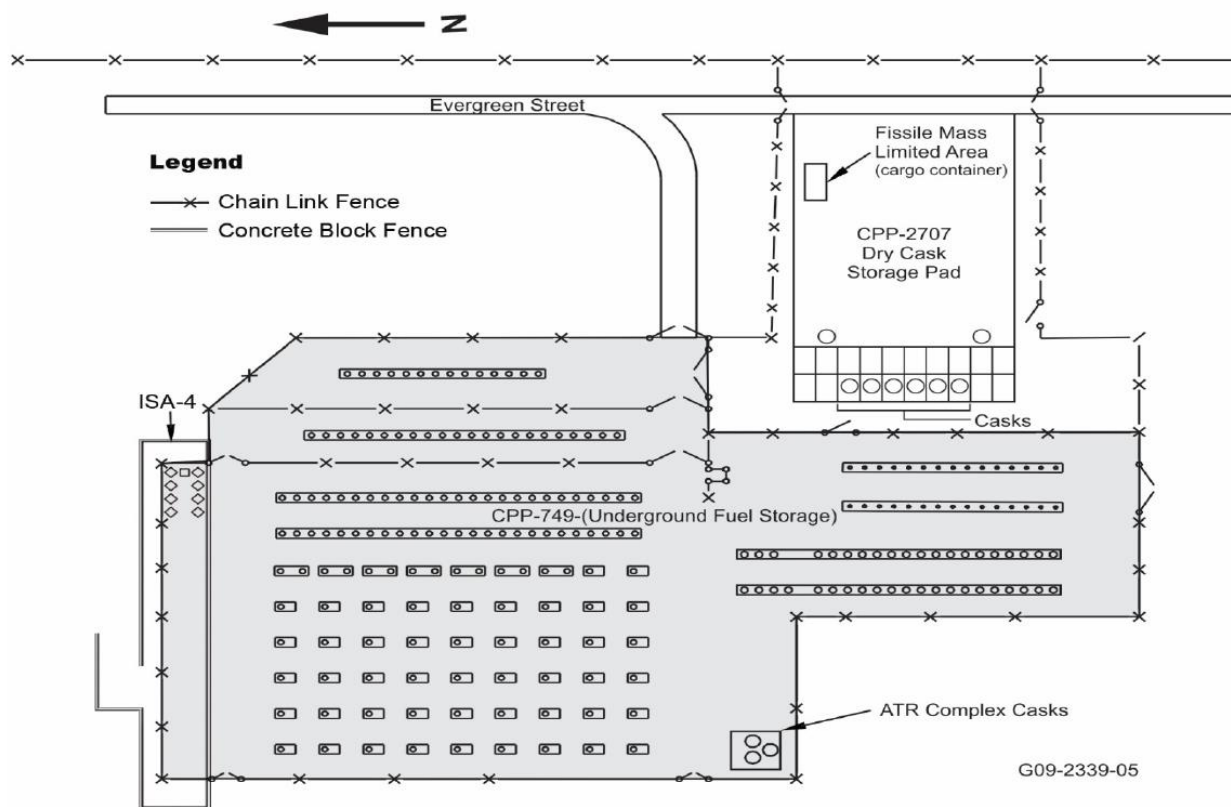 N
Evergreen Street
Legend
Chain Link Fence
Concrete Block Fence
Fissile Mass
Limited Area
(cargo container)
CPP-2707
Dry Cask
Storage Pad
ISA-4
Casks
CPP-749-(Underground Fuel Storage)
ATR Complex Casks
G09-2339-05